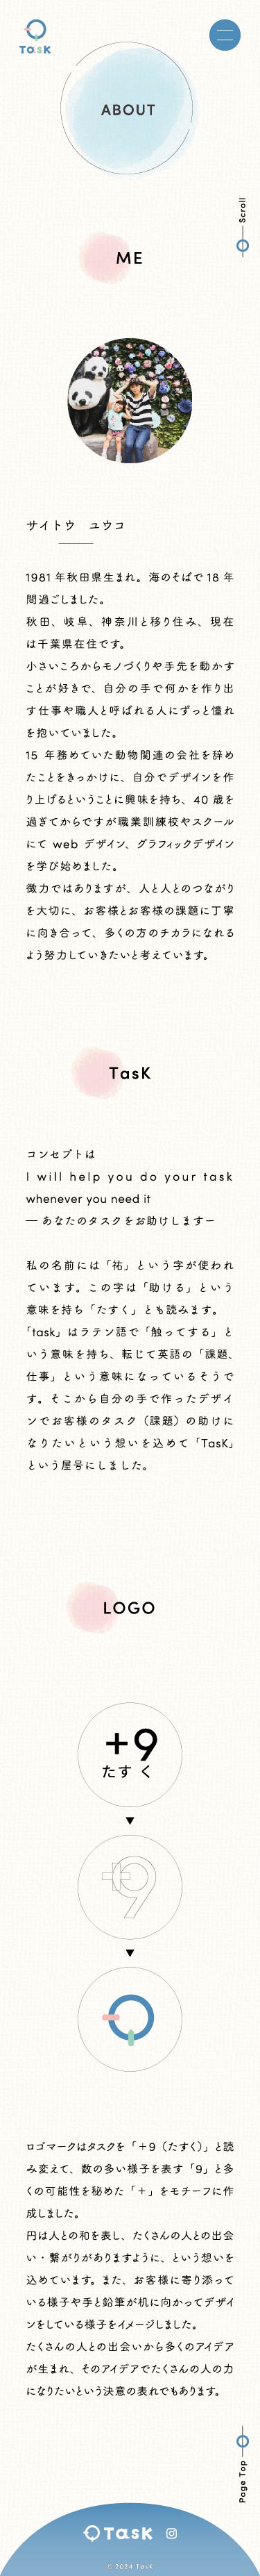 TasK
ABOUT
Scroll
ME
サイトウ　ユウコ
1981 年秋田県生まれ。海のそばで 18 年
間過ごしました。
秋田、岐阜、神奈川と移り住み、現在
は千葉県在住です。
小さいころからモノづくりや手先を動かす
ことが好きで、自分の手で何かを作り出
す仕事や職人と呼ばれる人にずっと憧れ
を抱いていました。
15 年務めていた動物関連の会社を辞め
たことをきっかけに、自分でデザインを作
り上げるということに興味を持ち、40 歳を
過ぎてからですが職業訓練校やスクール
にて web デザイン、グラフィックデザイン
を学び始めました。
微力ではありますが、人と人とのつながり
を大切に、お客様とお客様の課題に丁寧
に向き合って、多くの方のチカラになれる
よう努力していきたいと考えています。
TasK
コンセプトは
I will help you do your task
whenever you need it
― あなたのタスクをお助けします－
私の名前には「祐」という字が使われ
ています。この字は「助ける」という
意味を持ち「たすく」とも読みます。
「task」はラテン語で「触ってする」と
いう意味を持ち、転じて英語の「課題、
仕事」という意味になっているそうで
す。そこから自分の手で作ったデザイ
ンでお客様のタスク（課題）の助けに
なりたいという想いを込めて「TasK」
という屋号にしました。
LOGO
+9
たす く
▼
+9
▼
ロゴマークはタスクを「＋9（たすく）」と読
み変えて、数の多い様子を表す「9」と多
くの可能性を秘めた「＋」をモチーフに作
成しました。
円は人との和を表し、たくさんの人との出会
い・繋がりがありますように、という想いを
込めています。また、お客様に寄り添って
いる様子や手と鉛筆が机に向かってデザイ
ンをしている様子をイメージしました。
たくさんの人との出会いから多くのアイデア
が生まれ、そのアイデアでたくさんの人の力
になりたいという決意の表れでもあります。
Page Top
TasK
© 2024 TasK